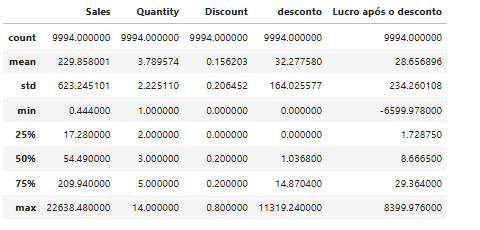 Sales Quantity Discount desconto Lucro após o desconto
count 9994.000000 9994.000000 9994.000000 9994.000000 9994.000000
mean 229.858001 3.789574 0.156203 32.277580 28.656896
std 623.245101 2.225110 0.206452 164.025577 234.260108
min 0.444000 1.000000 0.000000 0.000000 -6599.978000
25% 17.280000 2.000000 0.000000 0.000000 1.728750
50% 54.490000 3.000000 0.200000 1.036800 8.666500
75% 209.940000 5.000000 0.200000 14.870400 29.364000
max 22638.480000 14.000000 0.800000 11319.240000 8399.976000